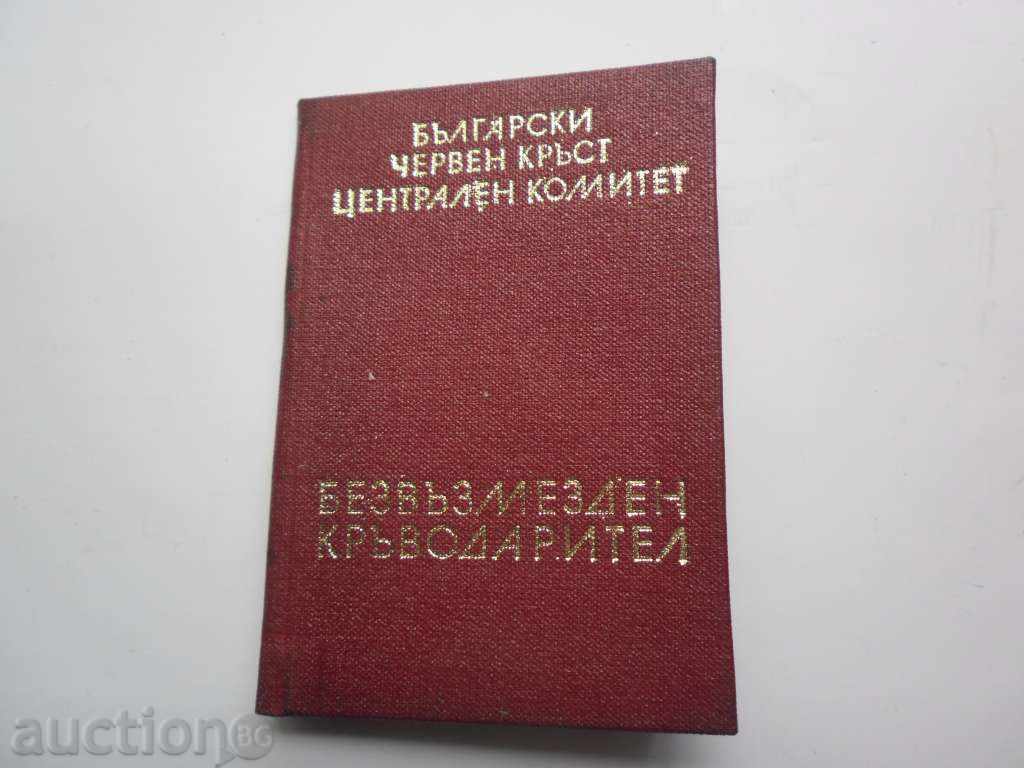 БЪЛГАРСКИ
ЧЕРВЕН КРЪСТ
ЦЕНТРАЛЕН КОМИТЕТ
БЕЗВЪЗМЕЗДЕН
КРЪВОДАРИТЕЛ
auction BG